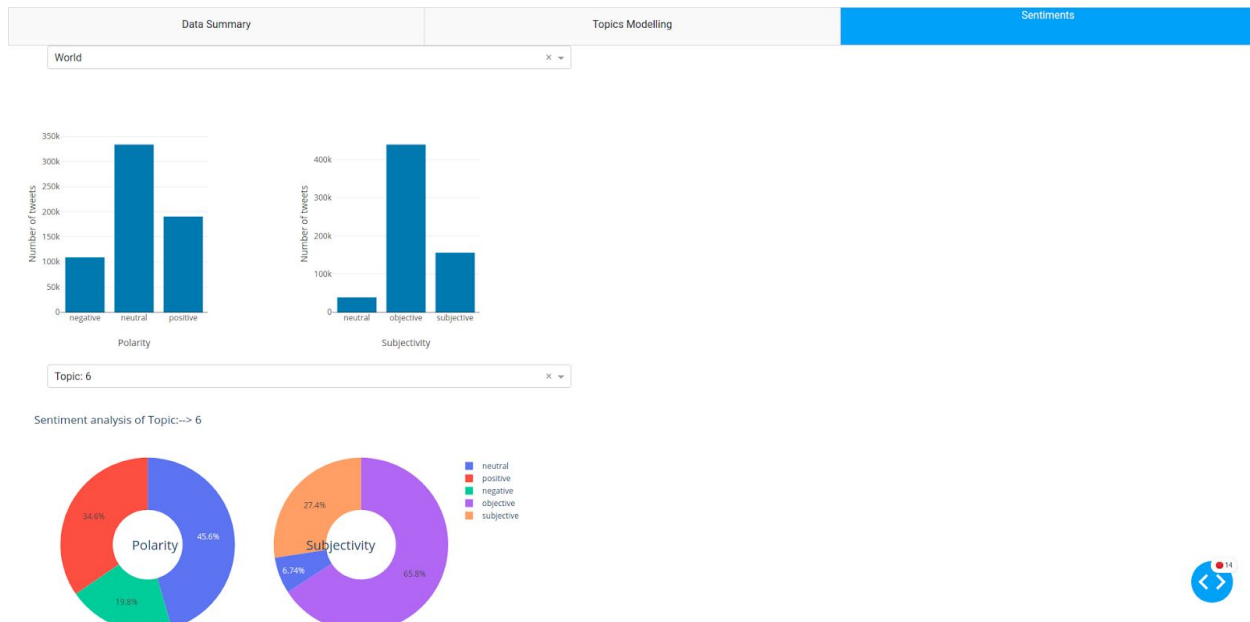 Data Summary
Topics Modelling
Sentiments
World
× 
350k
300k
250k
200k
150k
100k
50k
0
Number of tweets
negative neutral positive
Polarity
400k
300k
200k
100k
0
Number of tweets
neutral objective subjective
Subjectivity
Topic: 6
×
Sentiment analysis of Topic:--> 6
34.6%
45.6%
19.8%
Polarity
27.4%
6.74%
65.8%
Subjectivity
neutral
positive
negative
objective
subjective
14